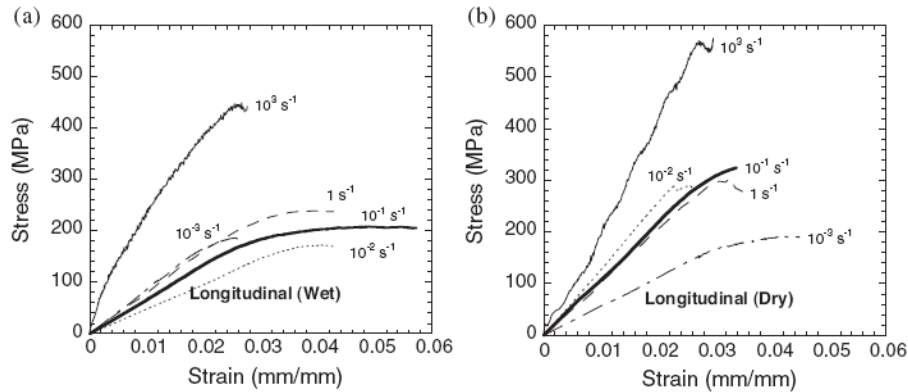 (a)
600
500
400
300
200
100
0
Stress (MPa)
10³ s⁻¹
1 s⁻¹
10⁻¹ s⁻¹
10⁻³ s⁻¹
10⁻² s⁻¹
Longitudinal (Wet)
0 0.01 0.02 0.03 0.04 0.05 0.06
Strain (mm/mm)
(b)
600
500
400
300
200
100
0
Stress (MPa)
10³ s⁻¹
10⁻² s⁻¹
10⁻¹ s⁻¹
1 s⁻¹
10⁻³ s⁻¹
Longitudinal (Dry)
0 0.01 0.02 0.03 0.04 0.05 0.06
Strain (mm/mm)